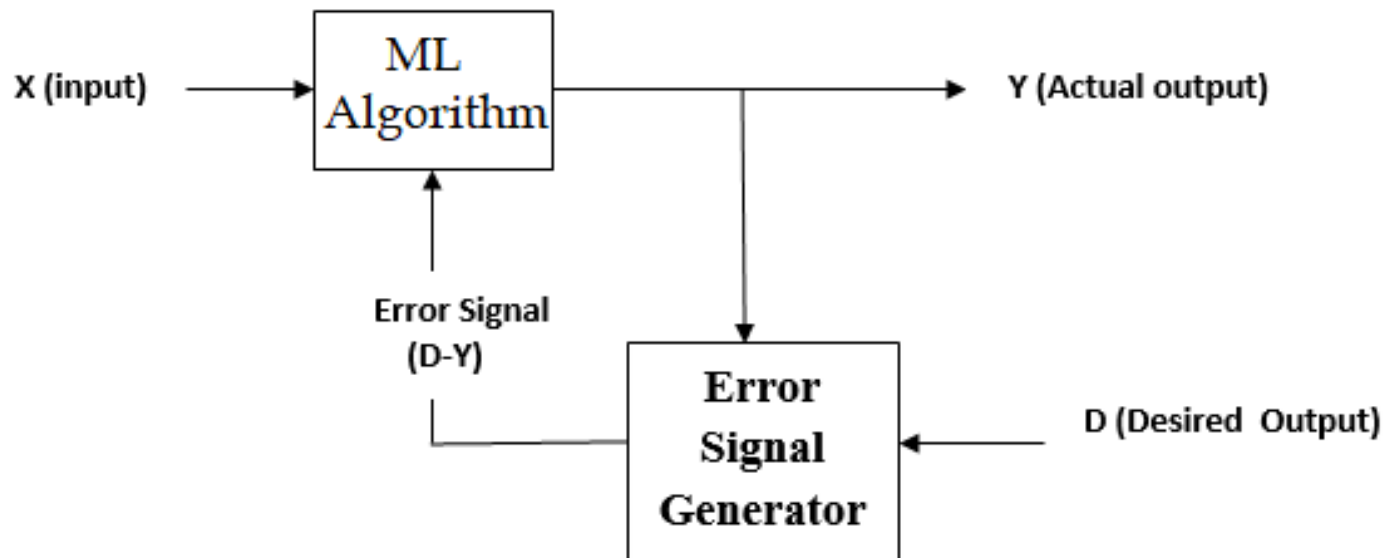 X (input)
ML
Algorithm
Y (Actual output)
Error Signal
(D-Y)
Error
Signal
Generator
D (Desired Output)